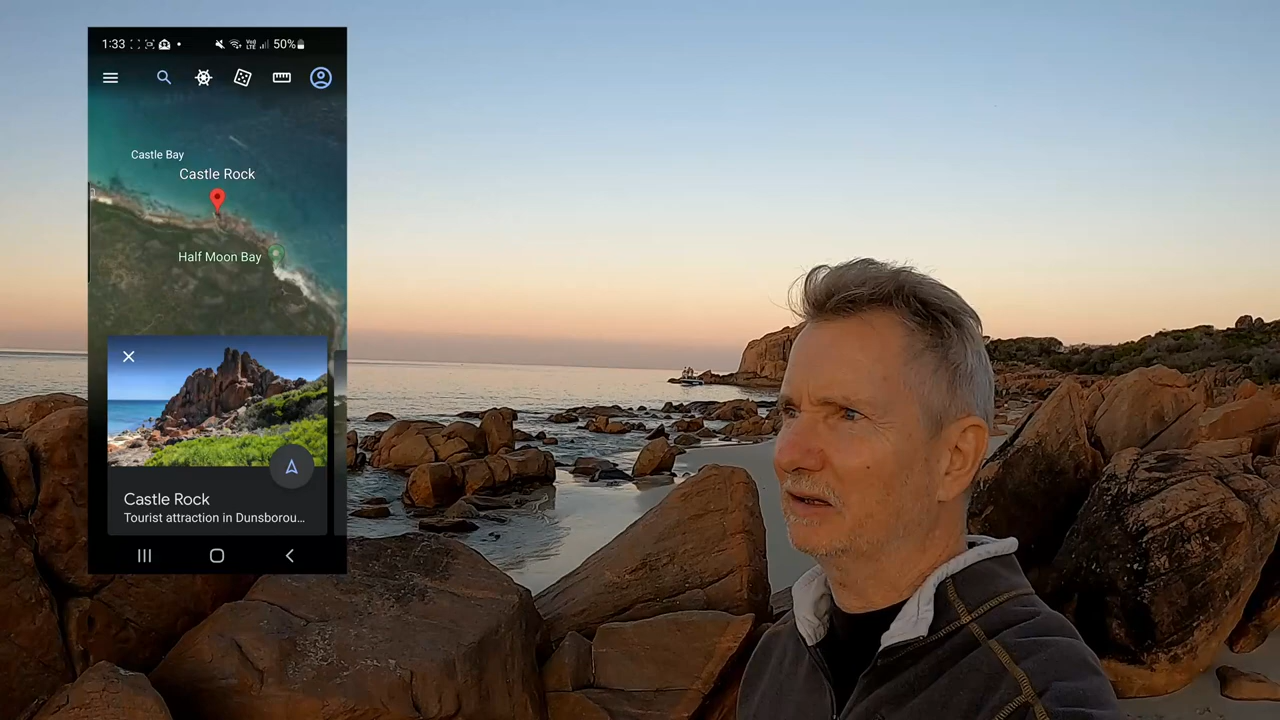 1:33 50%
Castle Bay
Castle Rock
Half Moon Bay
Castle Rock
Tourist attraction in Dunsborou...